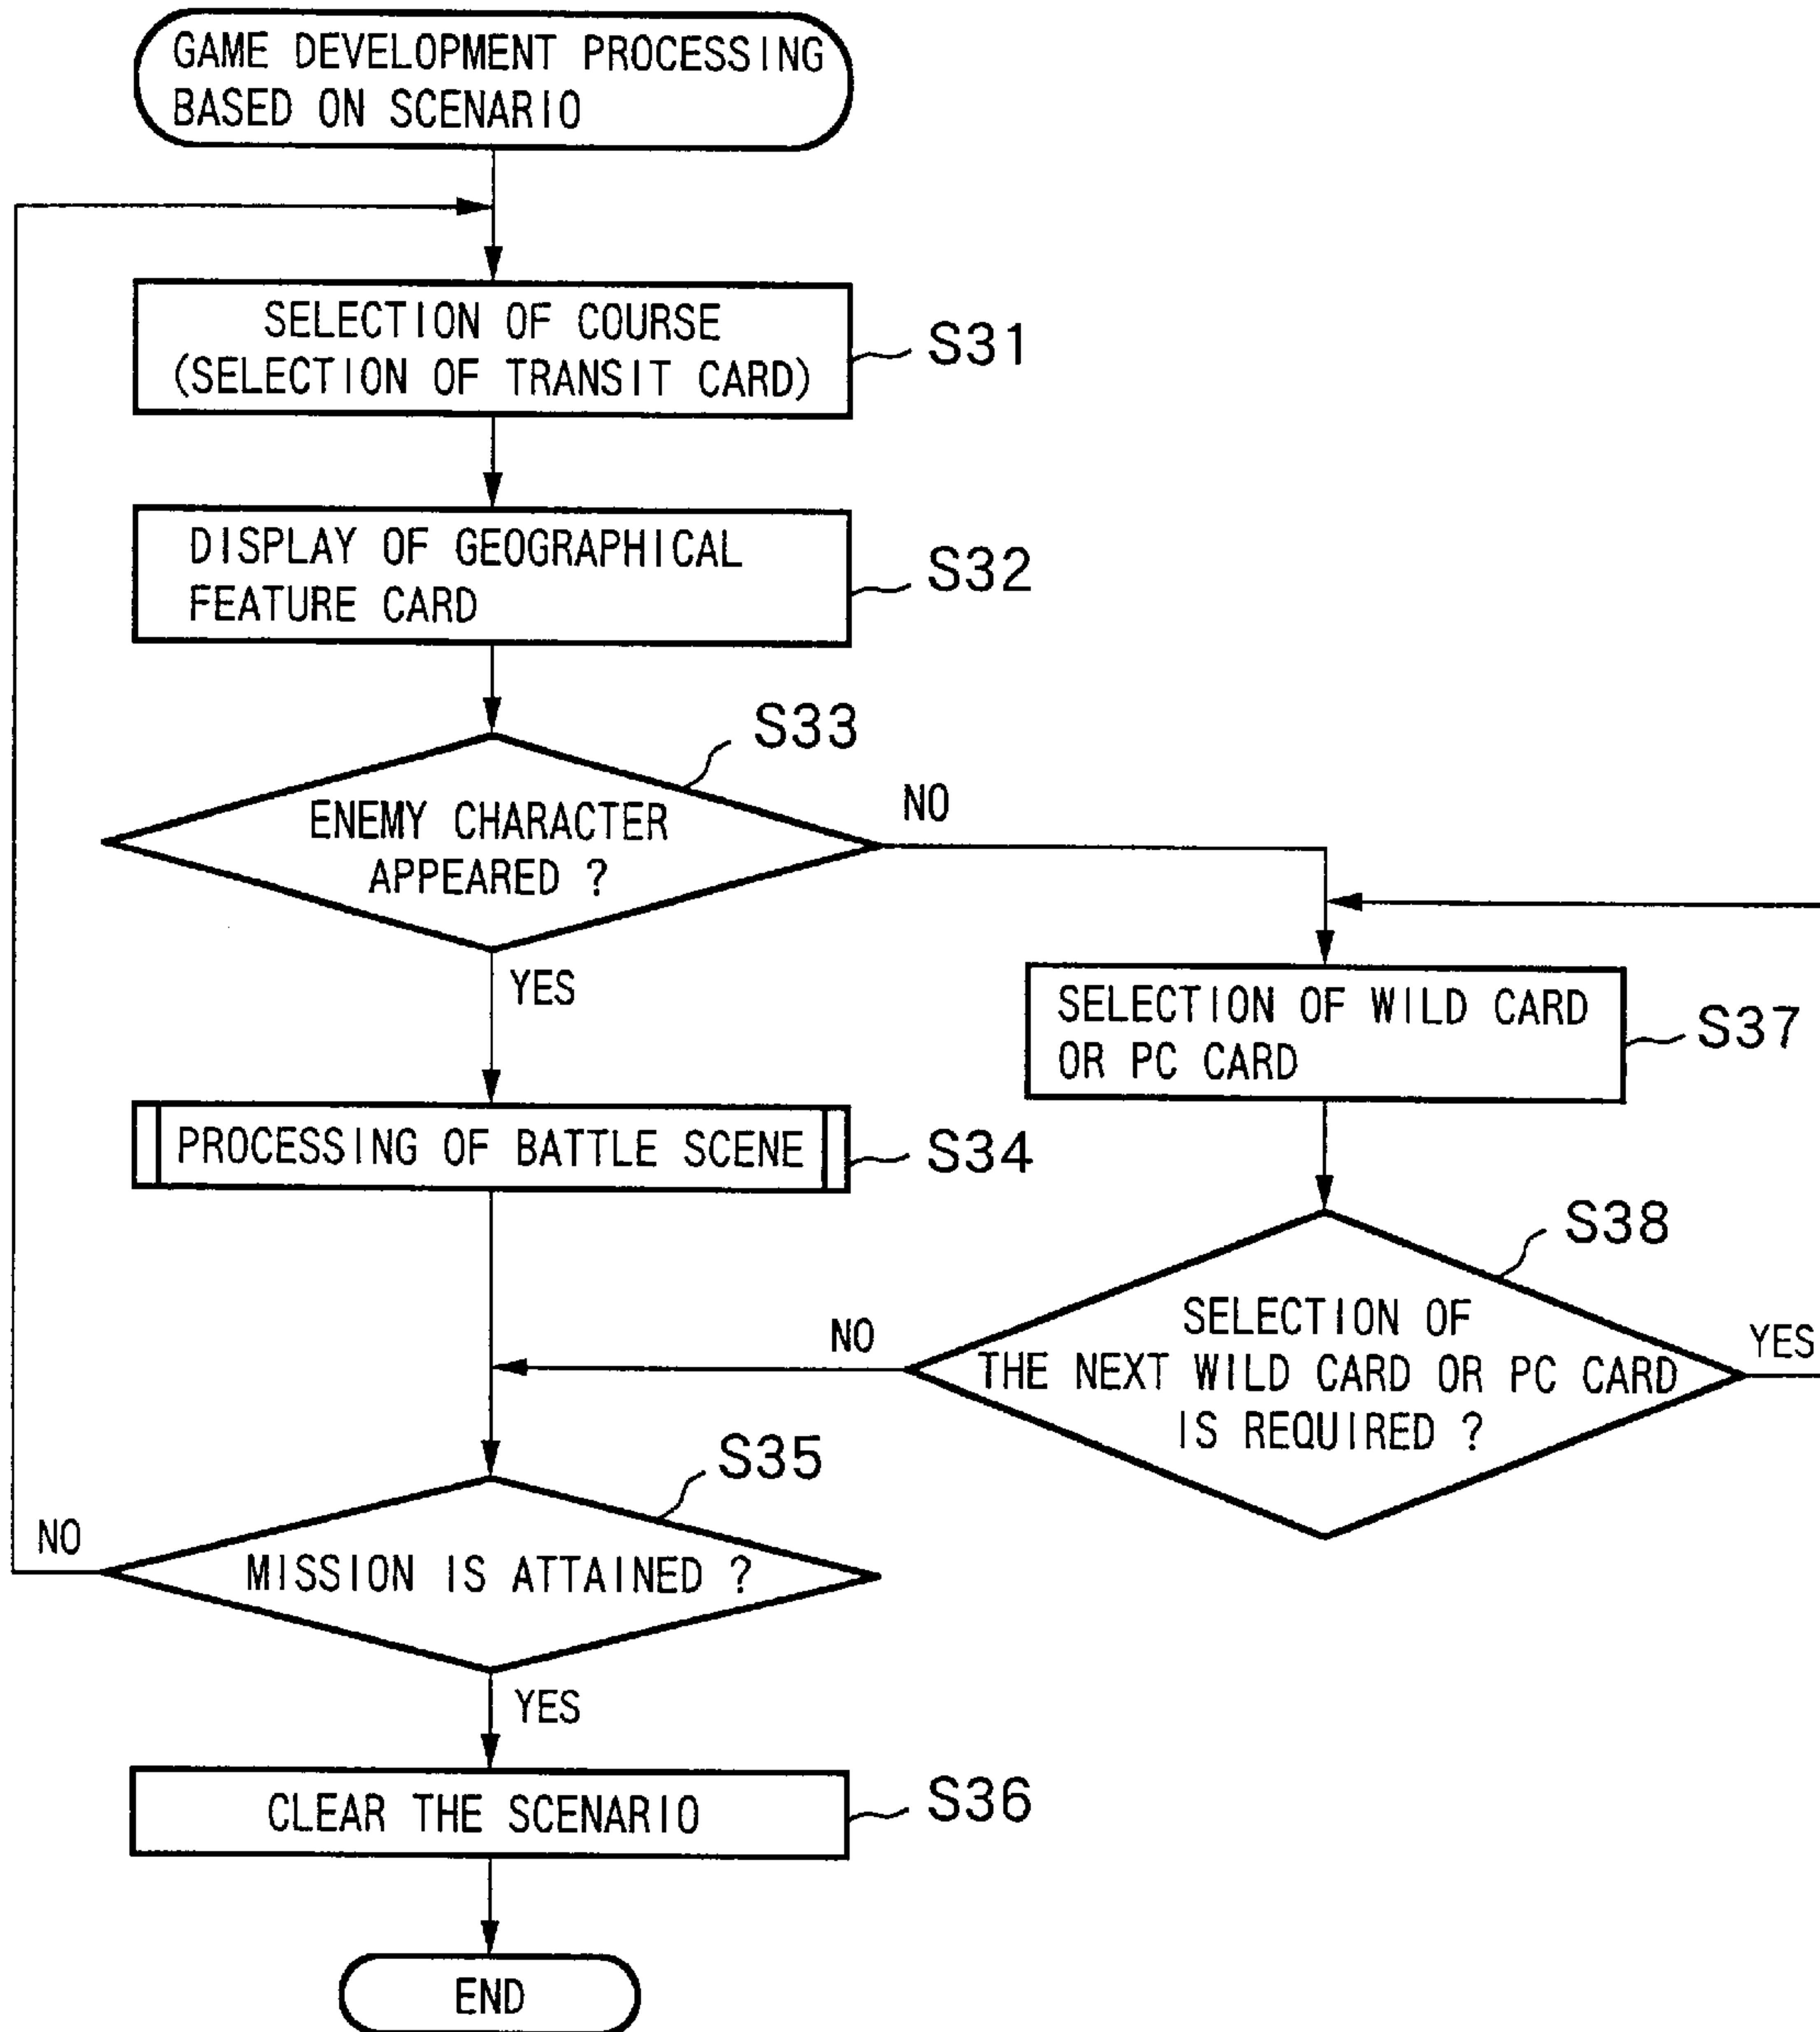 GAME DEVELOPMENT PROCESSING
BASED ON SCENARIO
SELECTION OF COURSE
(SELECTION OF TRANSIT CARD)
S31
DISPLAY OF GEOGRAPHICAL
FEATURE CARD
S32
S33
ENEMY CHARACTER
APPEARED ?
NO
YES
SELECTION OF WILD CARD
OR PC CARD
S37
PROCESSING OF BATTLE SCENE
S34
S38
SELECTION OF
THE NEXT WILD CARD OR PC CARD
IS REQUIRED ?
NO
YES
S35
MISSION IS ATTAINED ?
NO
YES
CLEAR THE SCENARIO
S36
END